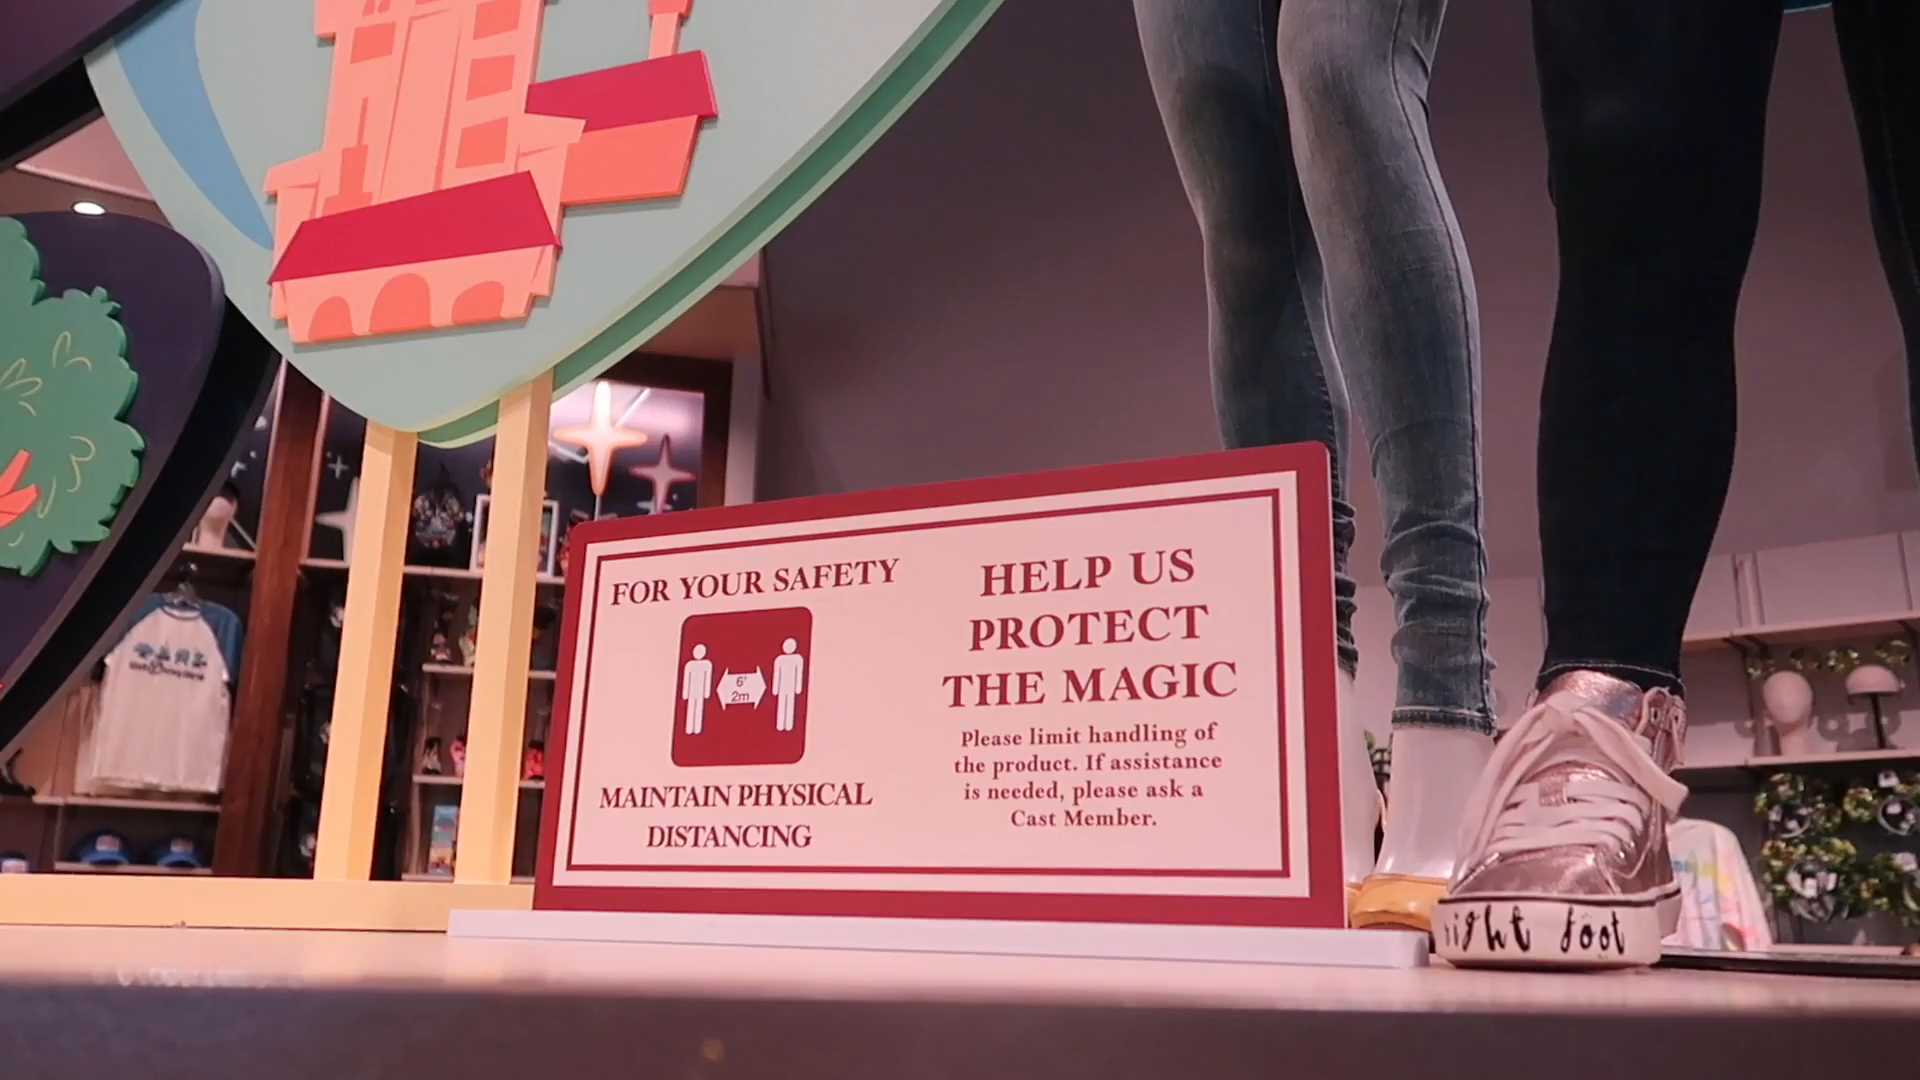 FOR YOUR SAFETY
6'
2m
MAINTAIN PHYSICAL
DISTANCING
HELP US
PROTECT
THE MAGIC
Please limit handling of
the product. If assistance
is needed, please ask a
Cast Member.
right foot